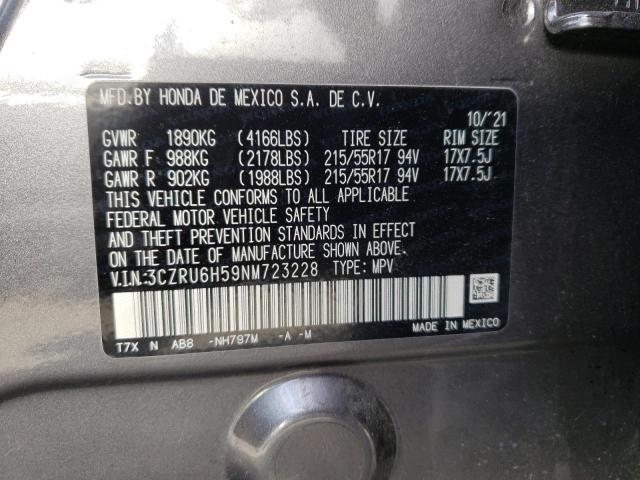 MFD.BY HONDA DE MEXICO S.A. DE C.V.
10/'21
GVWR 1890KG (4166LBS) TIRE SIZE RIM SIZE
GAWR F 988KG (2178LBS) 215/55R17 94V 17X7.5J
GAWR R 902KG (1988LBS) 215/55R17 94V 17X7.5J
THIS VEHICLE CONFORMS TO ALL APPLICABLE
FEDERAL MOTOR VEHICLE SAFETY
AND THEFT PREVENTION STANDARDS IN EFFECT
ON THE DATE OF MANUFACTURE SHOWN ABOVE.
V.I.N:3CZRU6H59NM723228 TYPE: MPV
MADE IN MEXICO
T7X N AB8 -NH797M -A -M